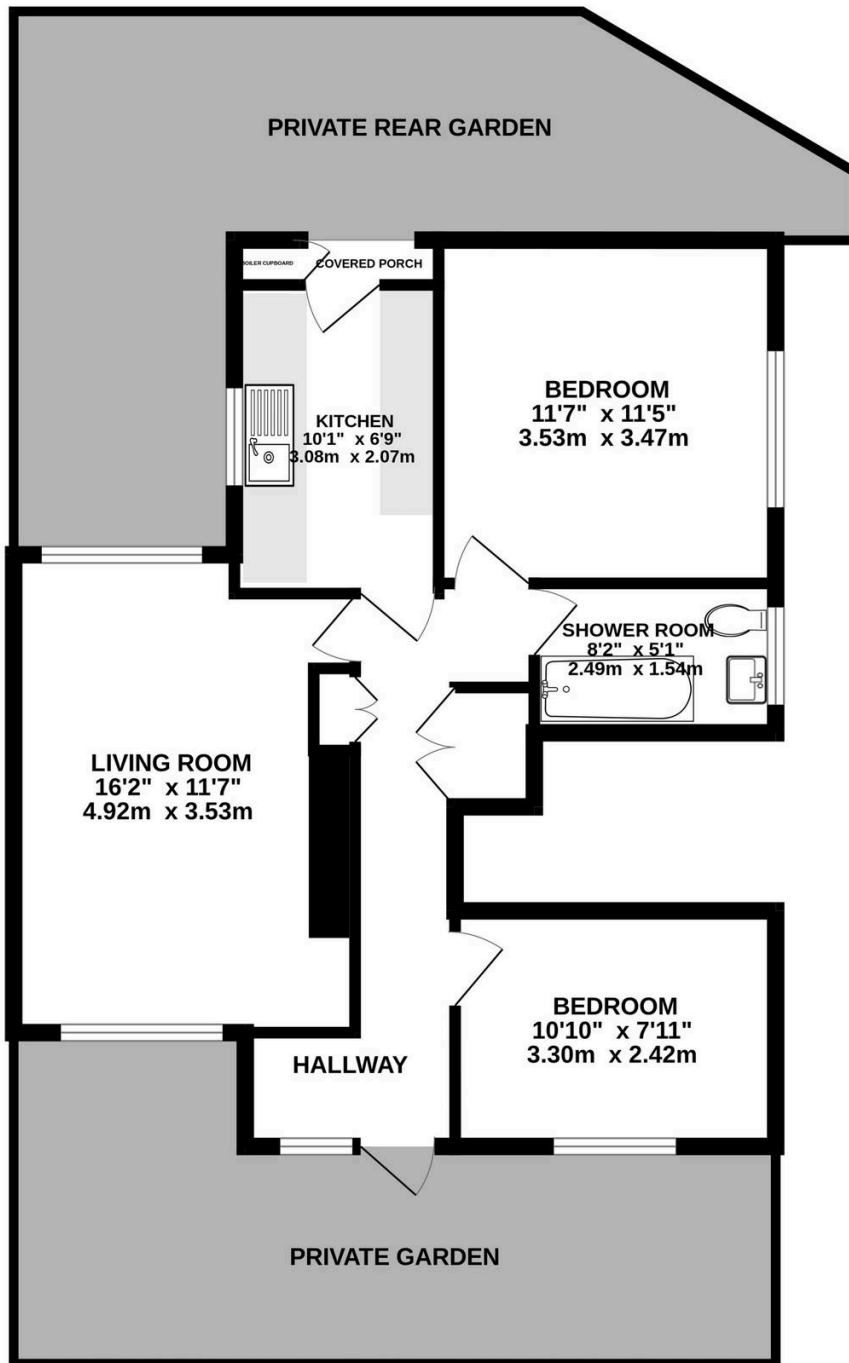 PRIVATE REAR GARDEN
BOILER CUPBOARD
COVERED PORCH
KITCHEN
10'1" x 6'9"
3.08m x 2.07m
BEDROOM
11'7" x 11'5"
3.53m x 3.47m
SHOWER ROOM
8'2" x 5'1"
2.49m x 1.54m
LIVING ROOM
16'2" x 11'7"
4.92m x 3.53m
BEDROOM
10'10" x 7'11"
3.30m x 2.42m
HALLWAY
PRIVATE GARDEN